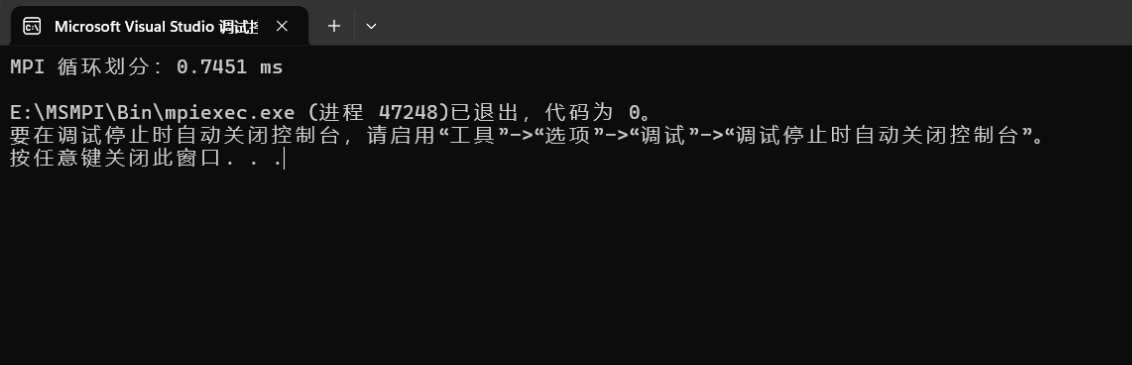 Microsoft Visual Studio 调试
MPI 循环划分: 0.7451 ms
E:\MSMPI\Bin\mpiexec.exe (进程 47248)已退出，代码为 0。
要在调试停止时自动关闭控制台，请启用“工具”->“选项”->“调试”->“调试停止时自动关闭控制台”。
按任意键关闭此窗口. . .